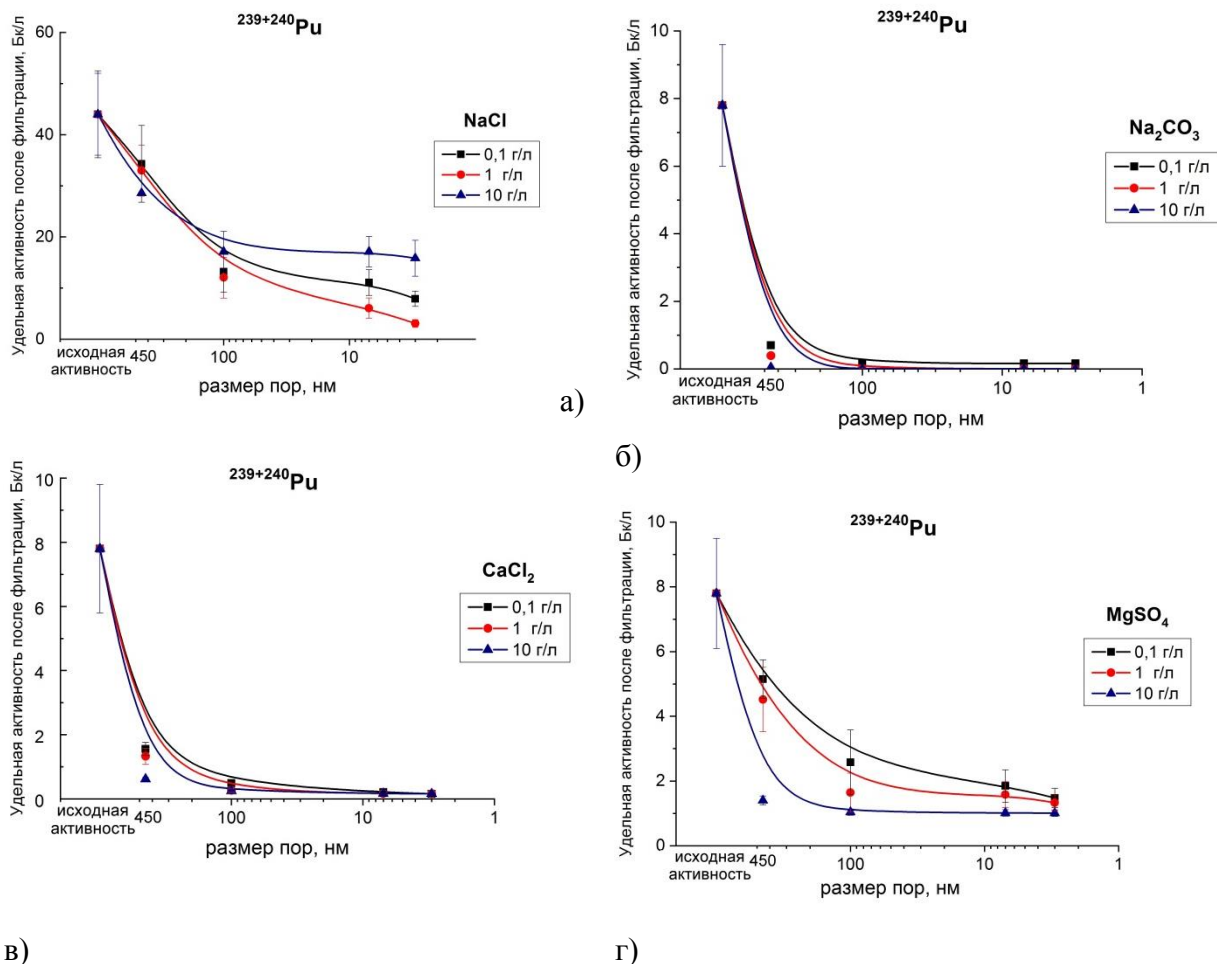 239+240Pu
NaCl
0,1 г/л
1 г/л
10 г/л
Удельная активность после фильтрации, Бк/л
60
40
20
0
исходная
активность
450
100
10
размер пор, нм
а)
239+240Pu
Na2CO3
0,1 г/л
1 г/л
10 г/л
Удельная активность после фильтрации, Бк/л
10
8
6
4
2
0
исходная
активность
450
100
10
1
размер пор, нм
б)
239+240Pu
CaCl2
0,1 г/л
1 г/л
10 г/л
Удельная активность после фильтрации, Бк/л
10
8
6
4
2
0
исходная
активность
450
100
10
1
размер пор, нм
в)
239+240Pu
MgSO4
0,1 г/л
1 г/л
10 г/л
Удельная активность после фильтрации, Бк/л
10
8
6
4
2
0
исходная
активность
450
100
10
1
размер пор, нм
г)